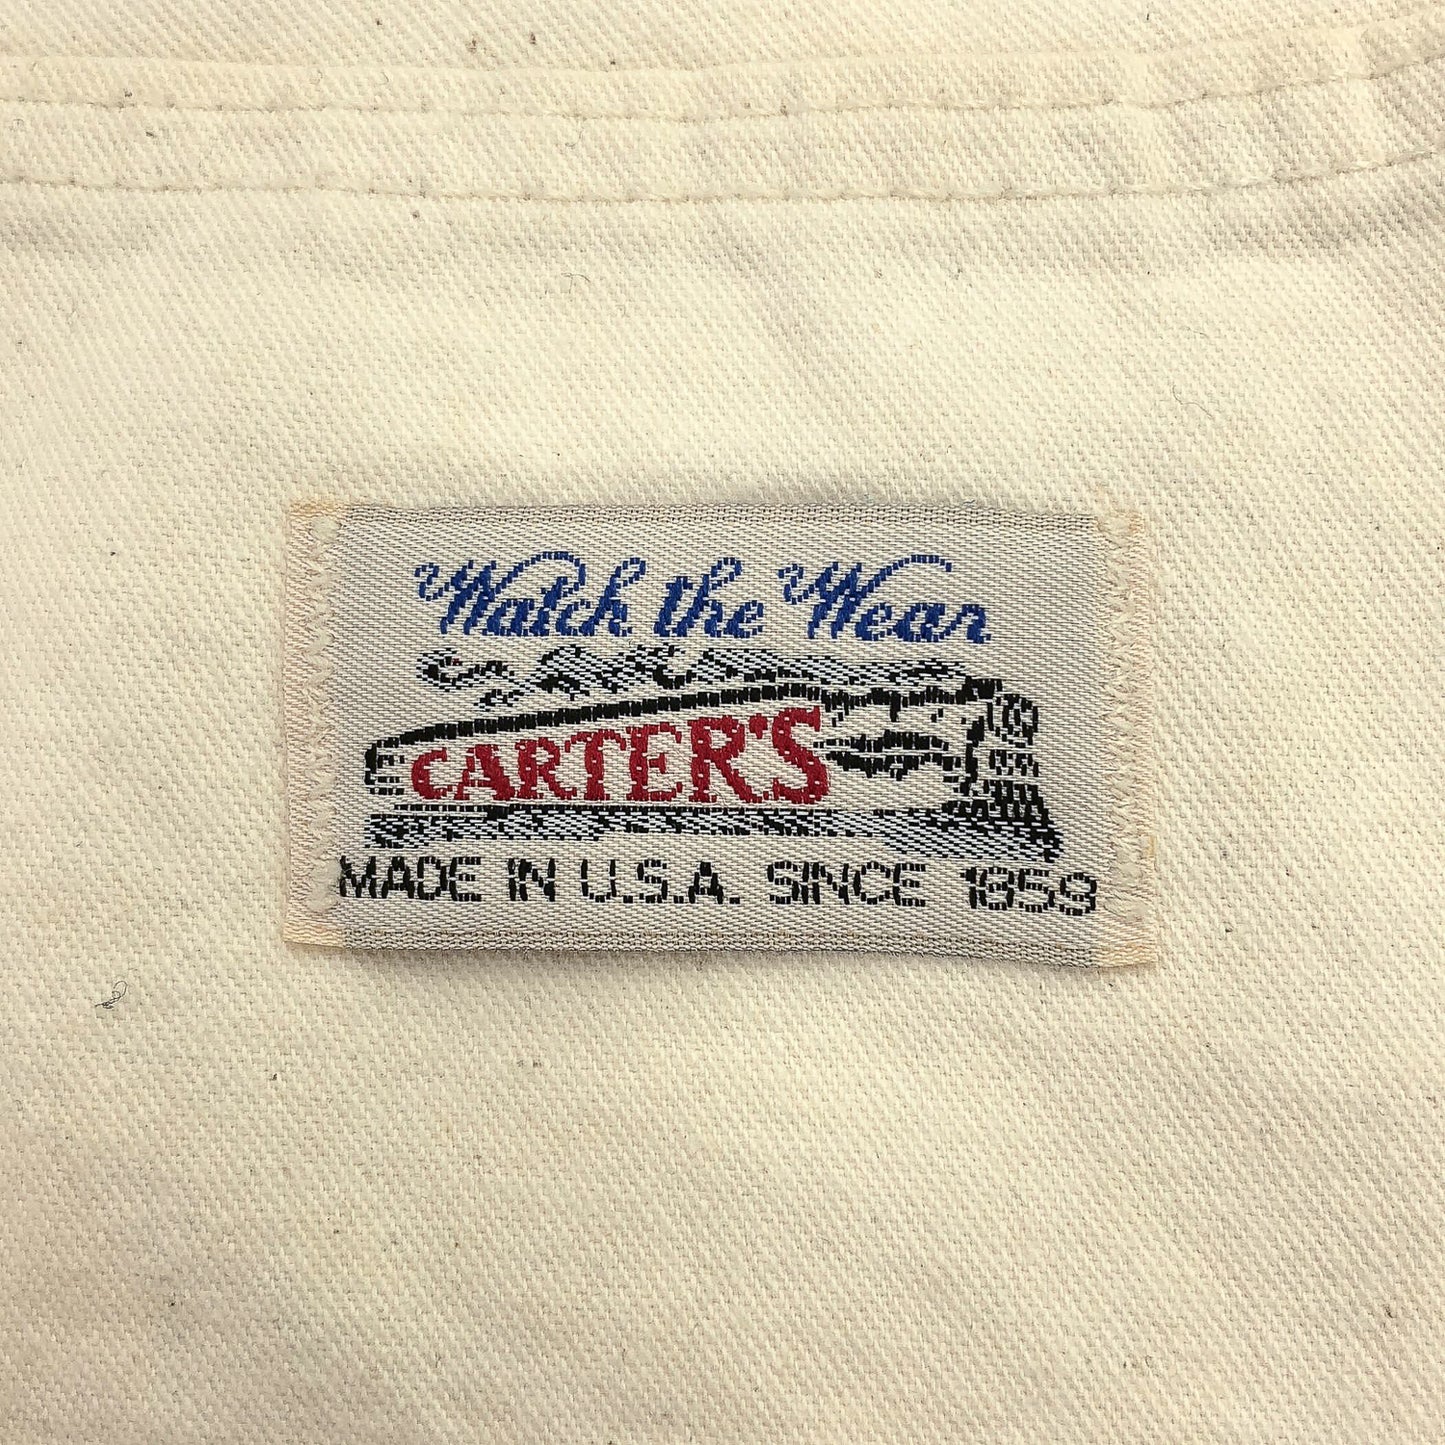 Watch the Wear
CARTER'S
MADE IN U.S.A. SINCE 1859